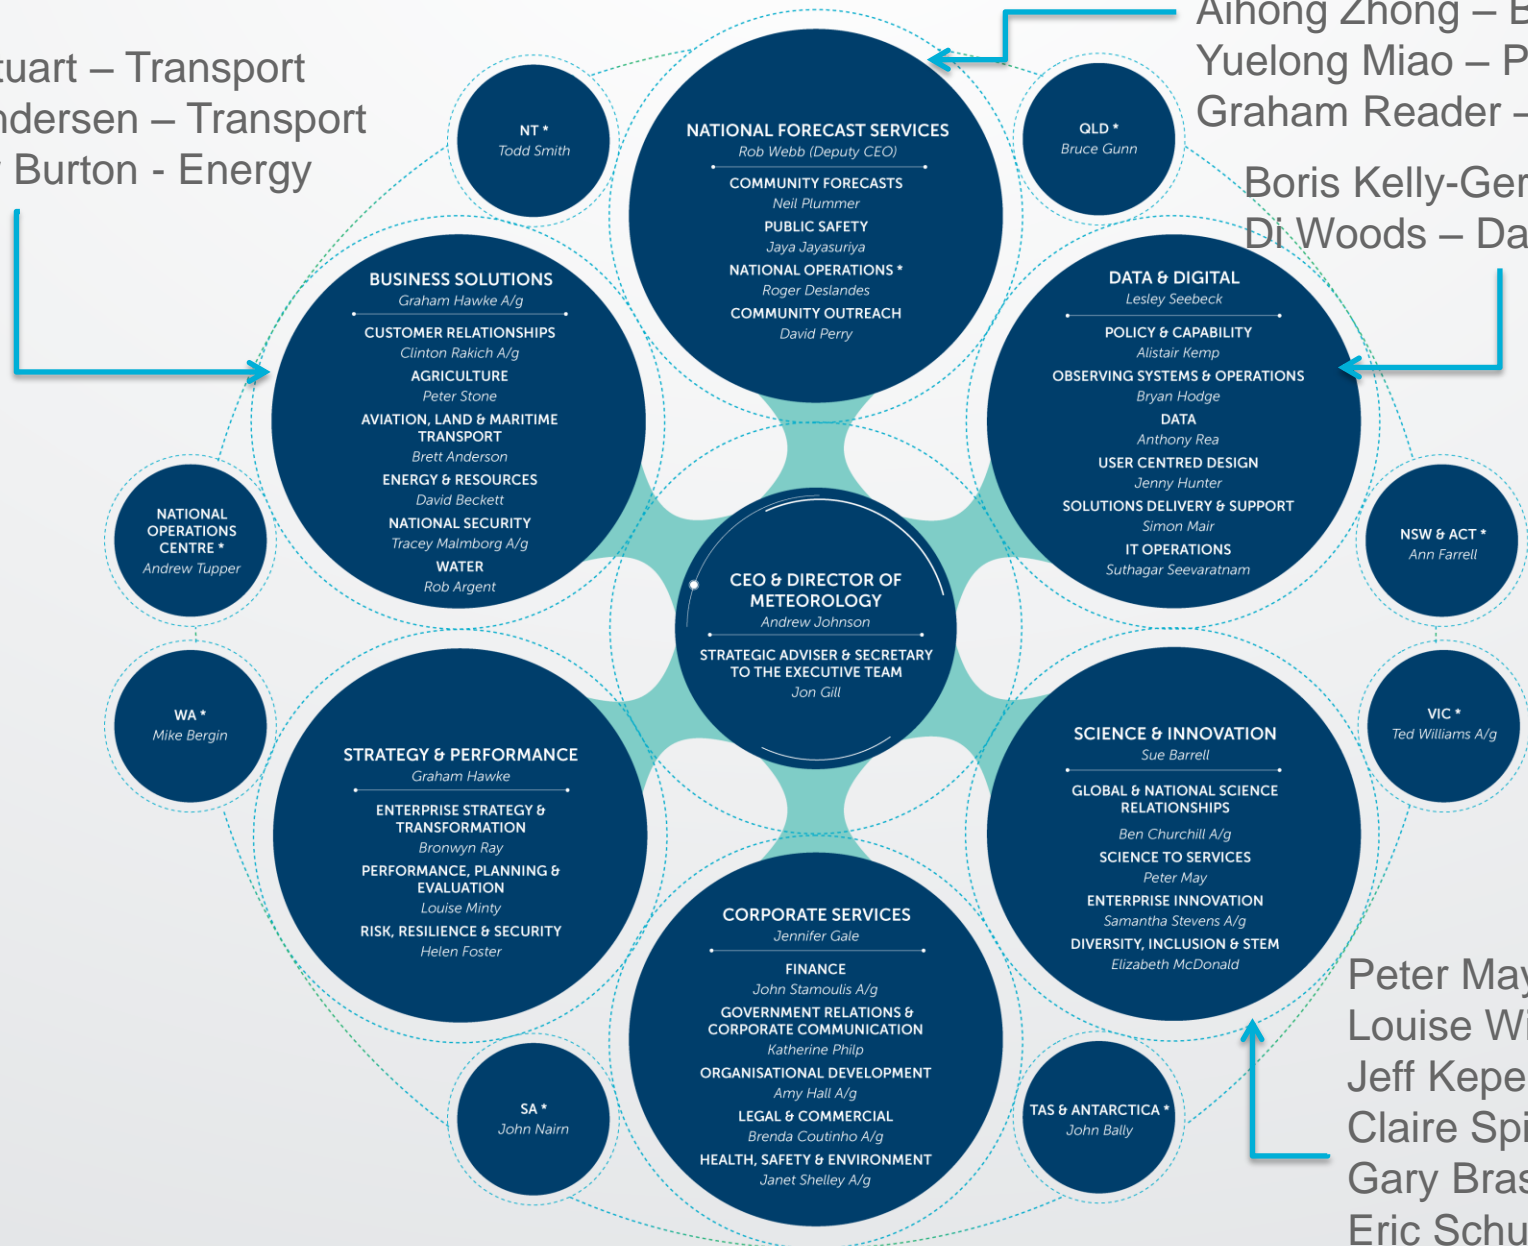 – Transport
– Transport
Burton - Energy
Aihong Zhong –
Yuelong Miao –
Graham Reader –
Boris
Di Woods –
NT *
Todd Smith
NATIONAL FORECAST SERVICES
Rob Webb (Deputy CEO)
COMMUNITY FORECASTS
Neil Plummer
PUBLIC SAFETY
Jaya Jayasuriya
NATIONAL OPERATIONS *
Roger Deslandes
COMMUNITY OUTREACH
David Perry
QLD *
Bruce Gunn
BUSINESS SOLUTIONS
Graham Hawke A/g
CUSTOMER RELATIONSHIPS
Clinton Rakich A/g
AGRICULTURE
Peter Stone
AVIATION, LAND & MARITIME
TRANSPORT
Brett Anderson
ENERGY & RESOURCES
David Beckett
NATIONAL SECURITY
Tracey Malmborg A/g
WATER
Rob Argent
DATA & DIGITAL
Lesley Seebeck
POLICY & CAPABILITY
Alistair Kemp
OBSERVING SYSTEMS & OPERATIONS
Bryan Hodge
DATA
Anthony Rea
USER CENTRED DESIGN
Jenny Hunter
SOLUTIONS DELIVERY & SUPPORT
Simon Mair
IT OPERATIONS
Suthagar Seevaratnam
NATIONAL
OPERATIONS
CENTRE *
Andrew Tupper
CEO & DIRECTOR OF
METEOROLOGY
Andrew Johnson
STRATEGIC ADVISER & SECRETARY
TO THE EXECUTIVE TEAM
Jon Gill
NSW & ACT *
Ann Farrell
WA *
Mike Bergin
VIC *
Ted Williams A/g
STRATEGY & PERFORMANCE
Graham Hawke
ENTERPRISE STRATEGY &
TRANSFORMATION
Bronwyn Ray
PERFORMANCE, PLANNING &
EVALUATION
Louise Minty
RISK, RESILIENCE & SECURITY
Helen Foster
SCIENCE & INNOVATION
Sue Barrell
GLOBAL & NATIONAL SCIENCE
RELATIONSHIPS
Ben Churchill A/g
SCIENCE TO SERVICES
Peter May
ENTERPRISE INNOVATION
Samantha Stevens A/g
DIVERSITY, INCLUSION & STEM
Elizabeth McDonald
CORPORATE SERVICES
Jennifer Gale
FINANCE
John Stamoulis A/g
GOVERNMENT RELATIONS &
CORPORATE COMMUNICATION
Katherine Philp
ORGANISATIONAL DEVELOPMENT
Amy Hall A/g
LEGAL & COMMERCIAL
Brenda Coutinho A/g
HEALTH, SAFETY & ENVIRONMENT
Janet Shelley A/g
SA *
John Nairn
TAS & ANTARCTICA *
John Bally
Peter May
Louise
Jeff
Claire
Gary
Eric